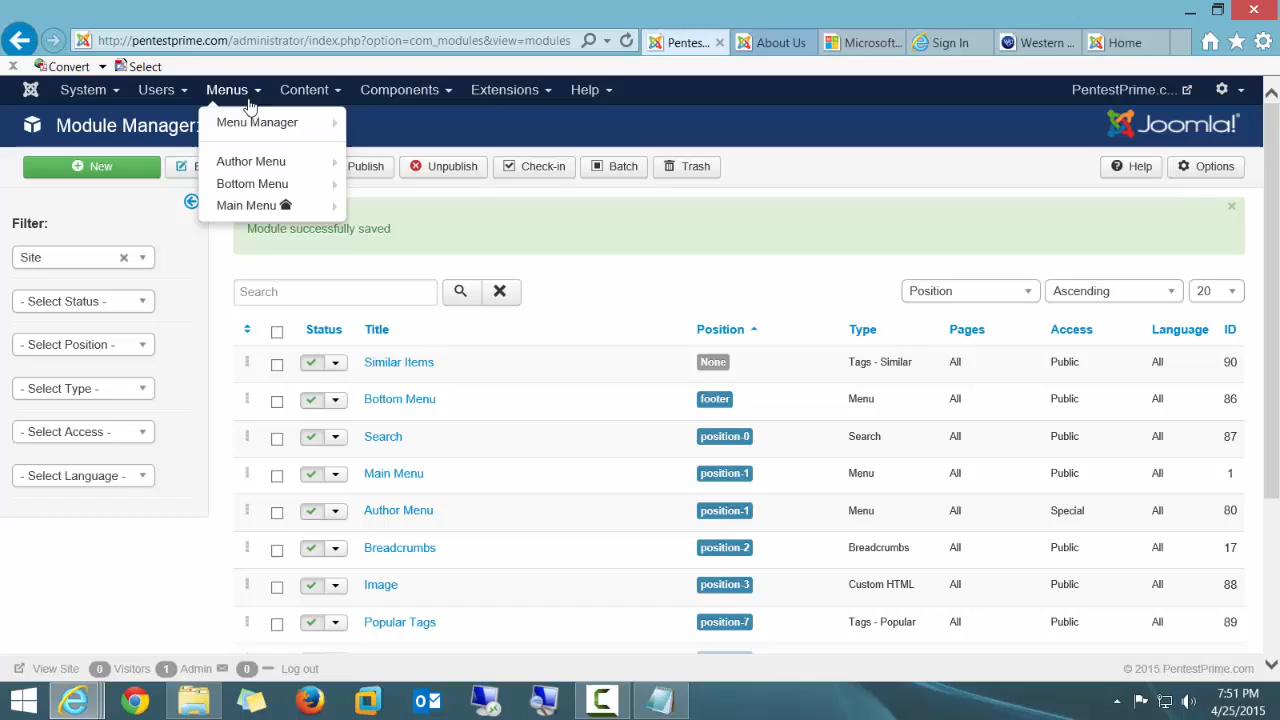 http://pentestprime.com/administrator/index.php?option=com_modules&view=modules
Pentes...
About Us
Microsoft...
Sign In
Western ...
Home
Convert
Select
System
Users
Menus
Content
Components
Extensions
Help
PentestPrime.c...
Module Manager:
Joomla!
Menu Manager
Author Menu
Bottom Menu
Main Menu
New
Publish
Unpublish
Check-in
Batch
Trash
Help
Options
Filter:
Site
- Select Status -
- Select Position -
- Select Type -
- Select Access -
- Select Language -
Module successfully saved
Search
Position
Ascending
20
Status Title Position Type Pages Access Language ID
Similar Items None Tags - Similar All Public All 90
Bottom Menu footer Menu All Public All 86
Search position-0 Search All Public All 87
Main Menu position-1 Menu All Public All 1
Author Menu position-1 Menu All Special All 80
Breadcrumbs position-2 Breadcrumbs All Public All 17
Image position-3 Custom HTML All Public All 88
Popular Tags position-7 Tags - Popular All Public All 89
View Site 0 Visitors 1 Admin 0 Log out
© 2015 PentestPrime.com
7:51 PM
4/25/2015